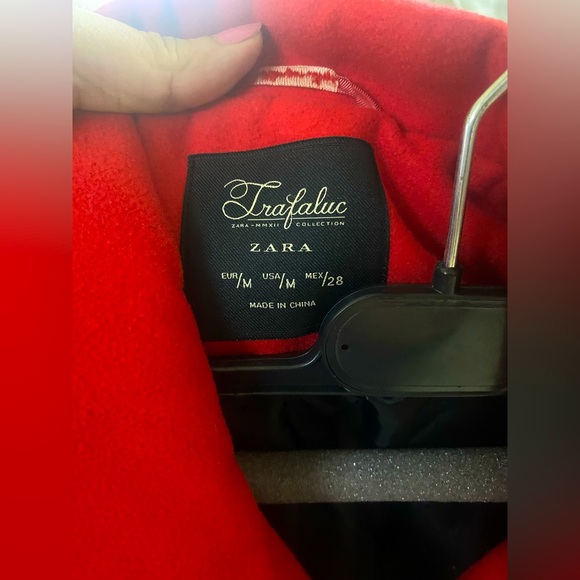 Trafaluc
ZARA-MMXII COLLECTION
ZARA
EUR/M USA/M MEX/28
MADE IN CHINA